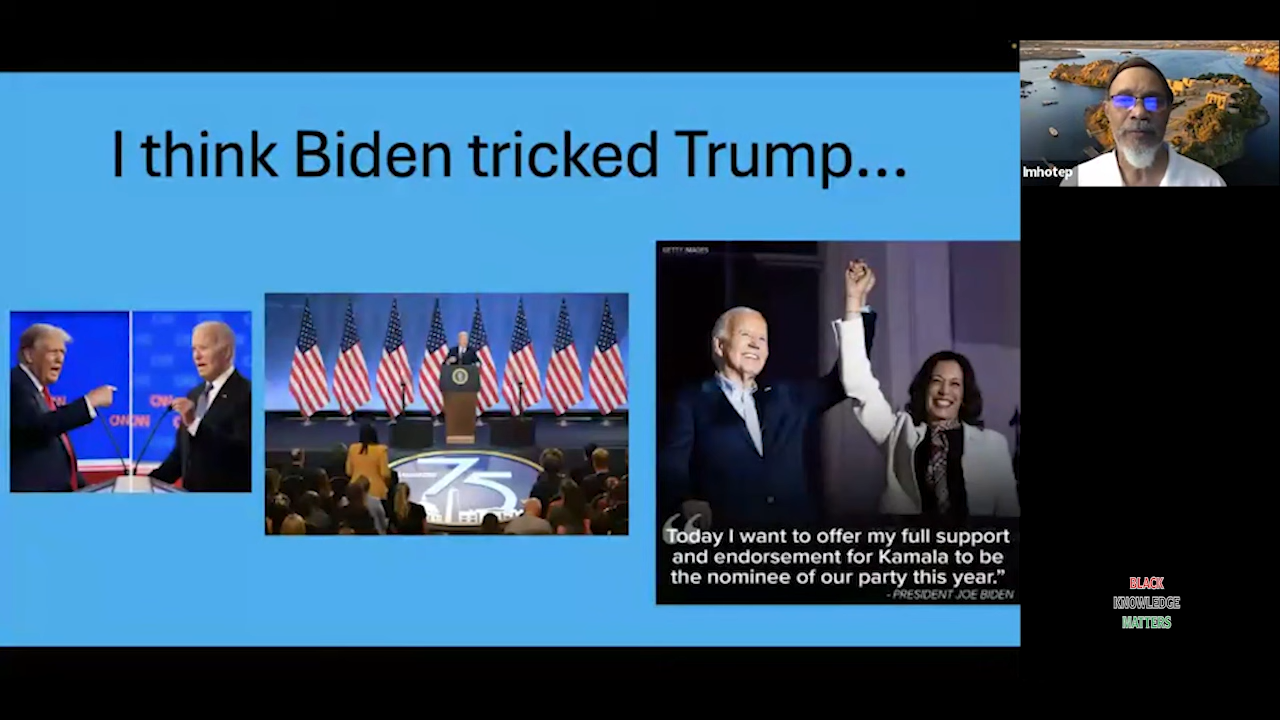 I think Biden tricked Trump...
Imhotep
GETTY IMAGES
CNN
CNN
75
Today I want to offer my full support
and endorsement for Kamala to be
the nominee of our party this year.”
- PRESIDENT JOE BIDEN
BLACK
KNOWLEDGE
MATTERS